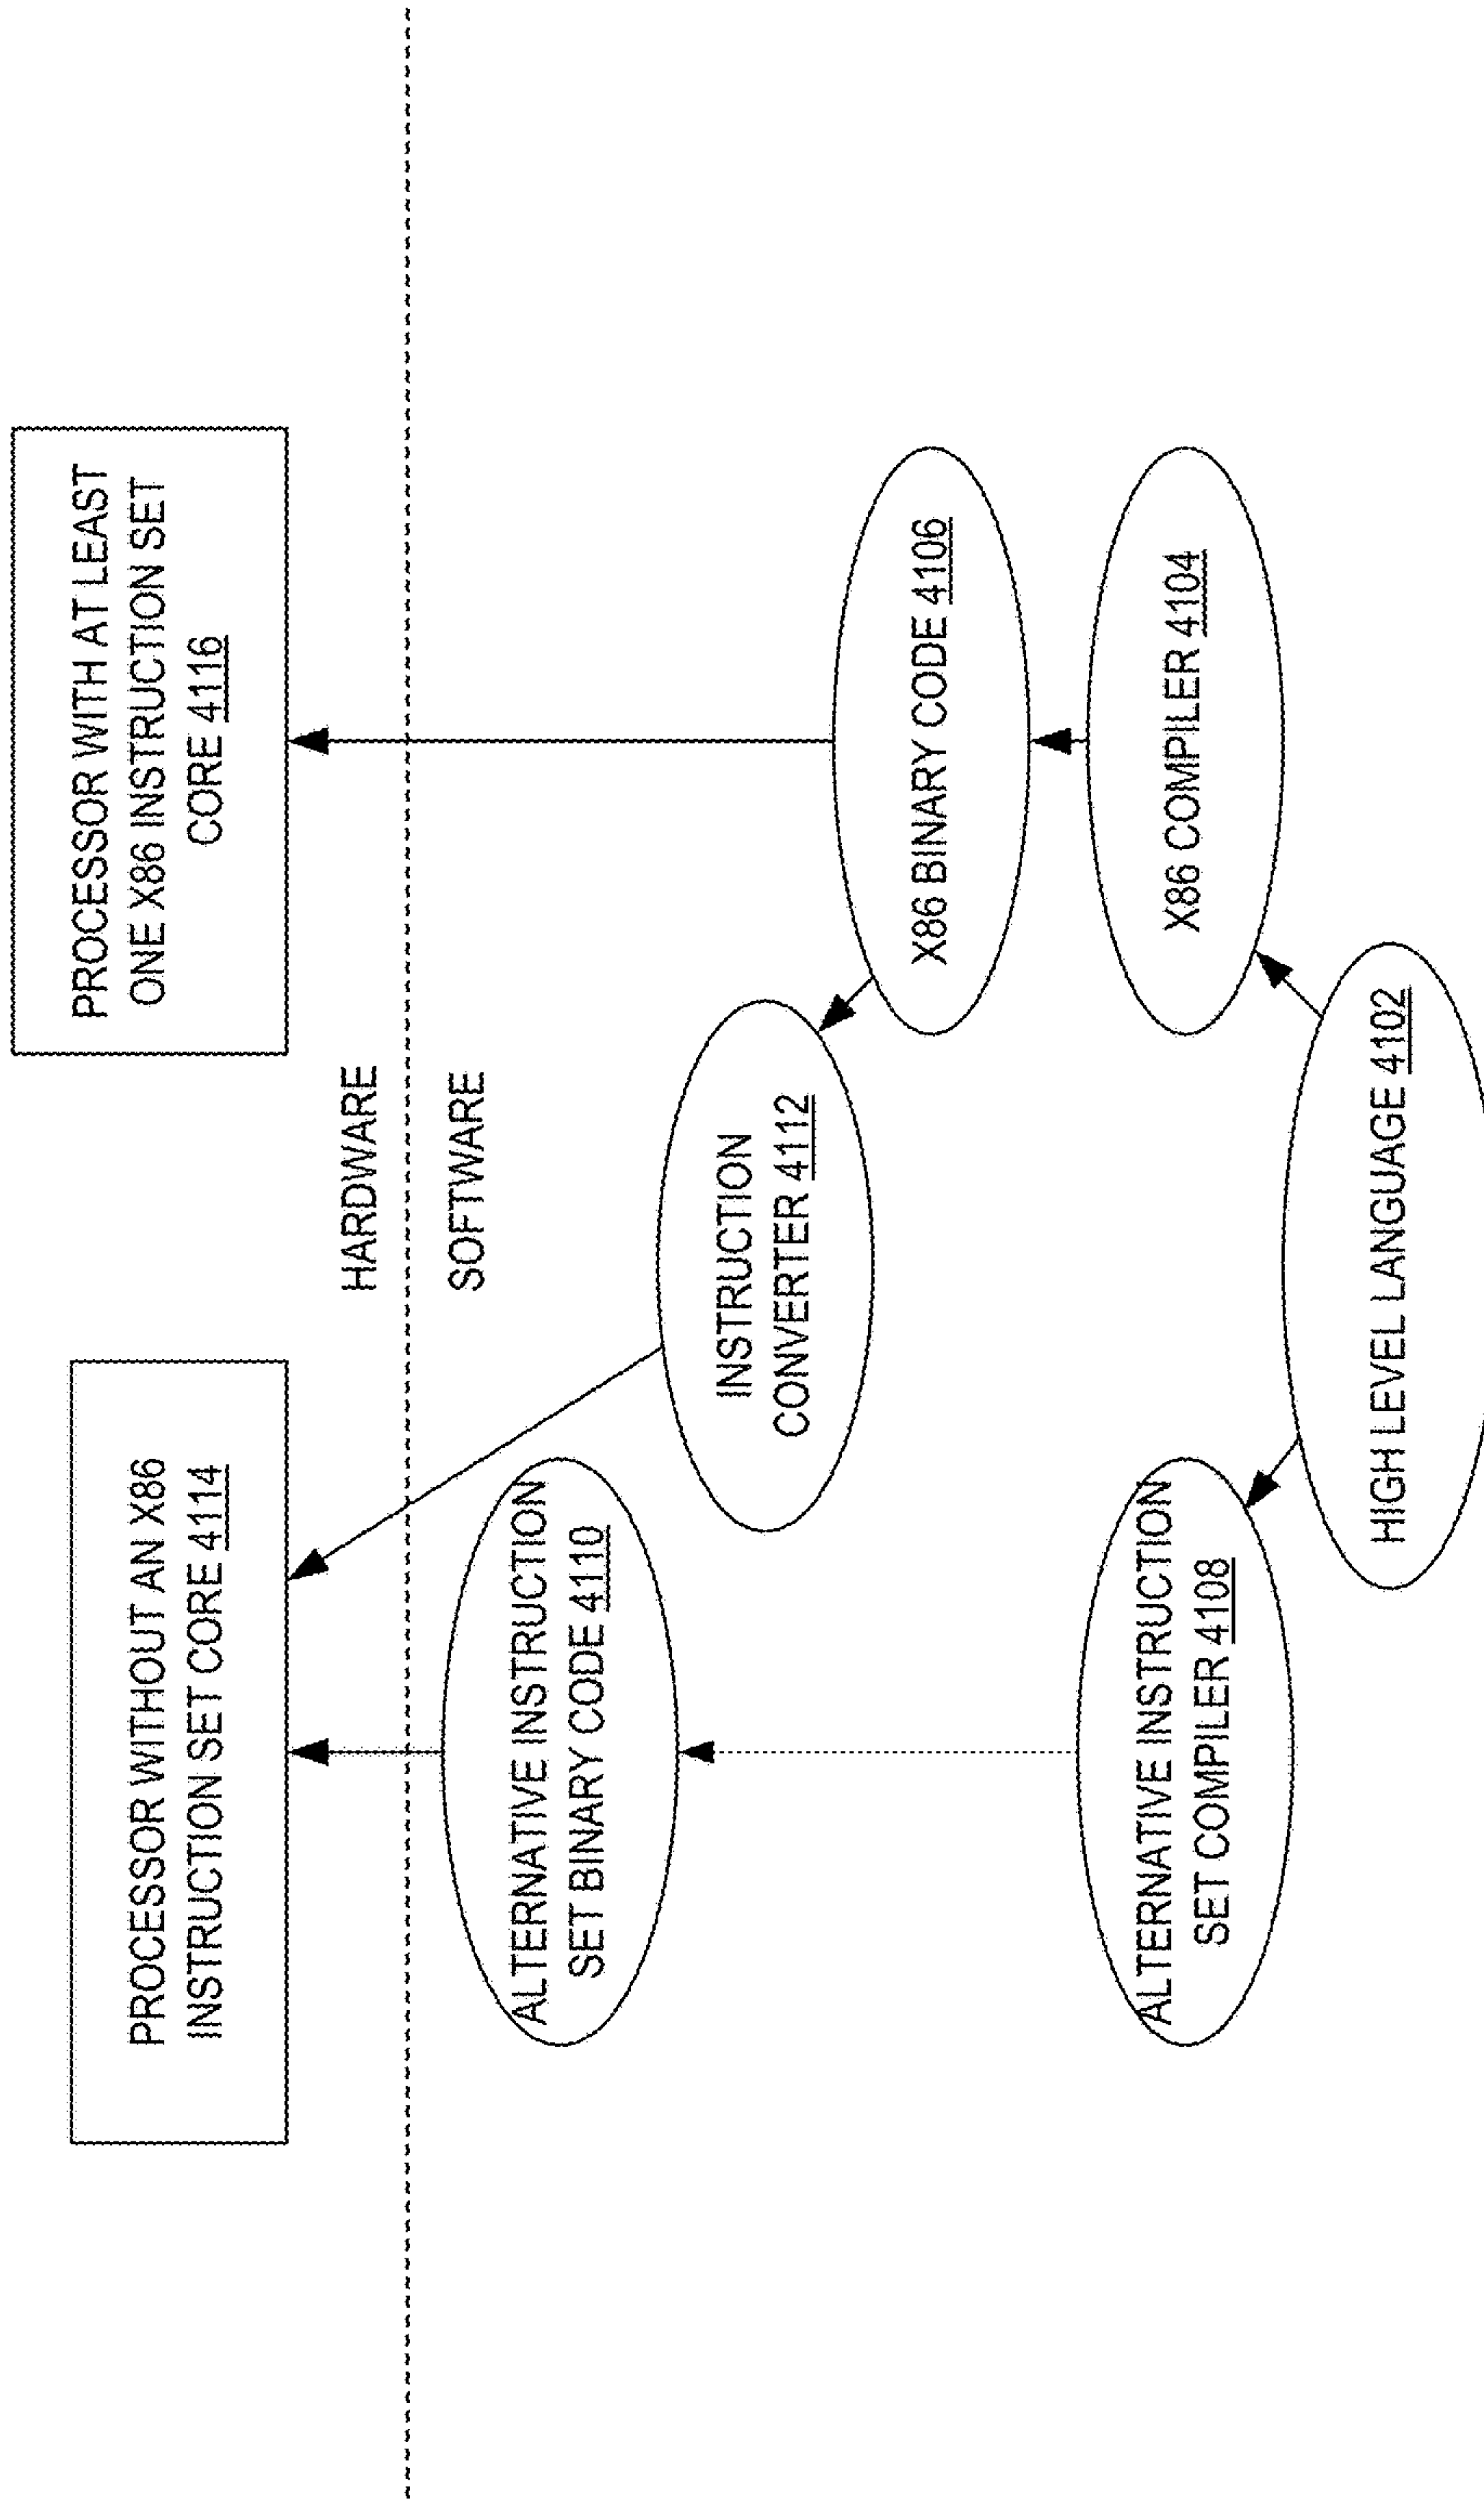 PROCESSOR WITHOUT AN X86
INSTRUCTION SET CORE 4114
PROCESSOR WITH AT LEAST
ONE X86 INSTRUCTION SET
CORE 4116
HARDWARE
SOFTWARE
ALTERNATIVE INSTRUCTION
SET BINARY CODE 4110
INSTRUCTION
CONVERTER 4112
X86 BINARY CODE 4106
ALTERNATIVE INSTRUCTION
SET COMPILER 4108
X86 COMPILER 4104
HIGH LEVEL LANGUAGE 4102